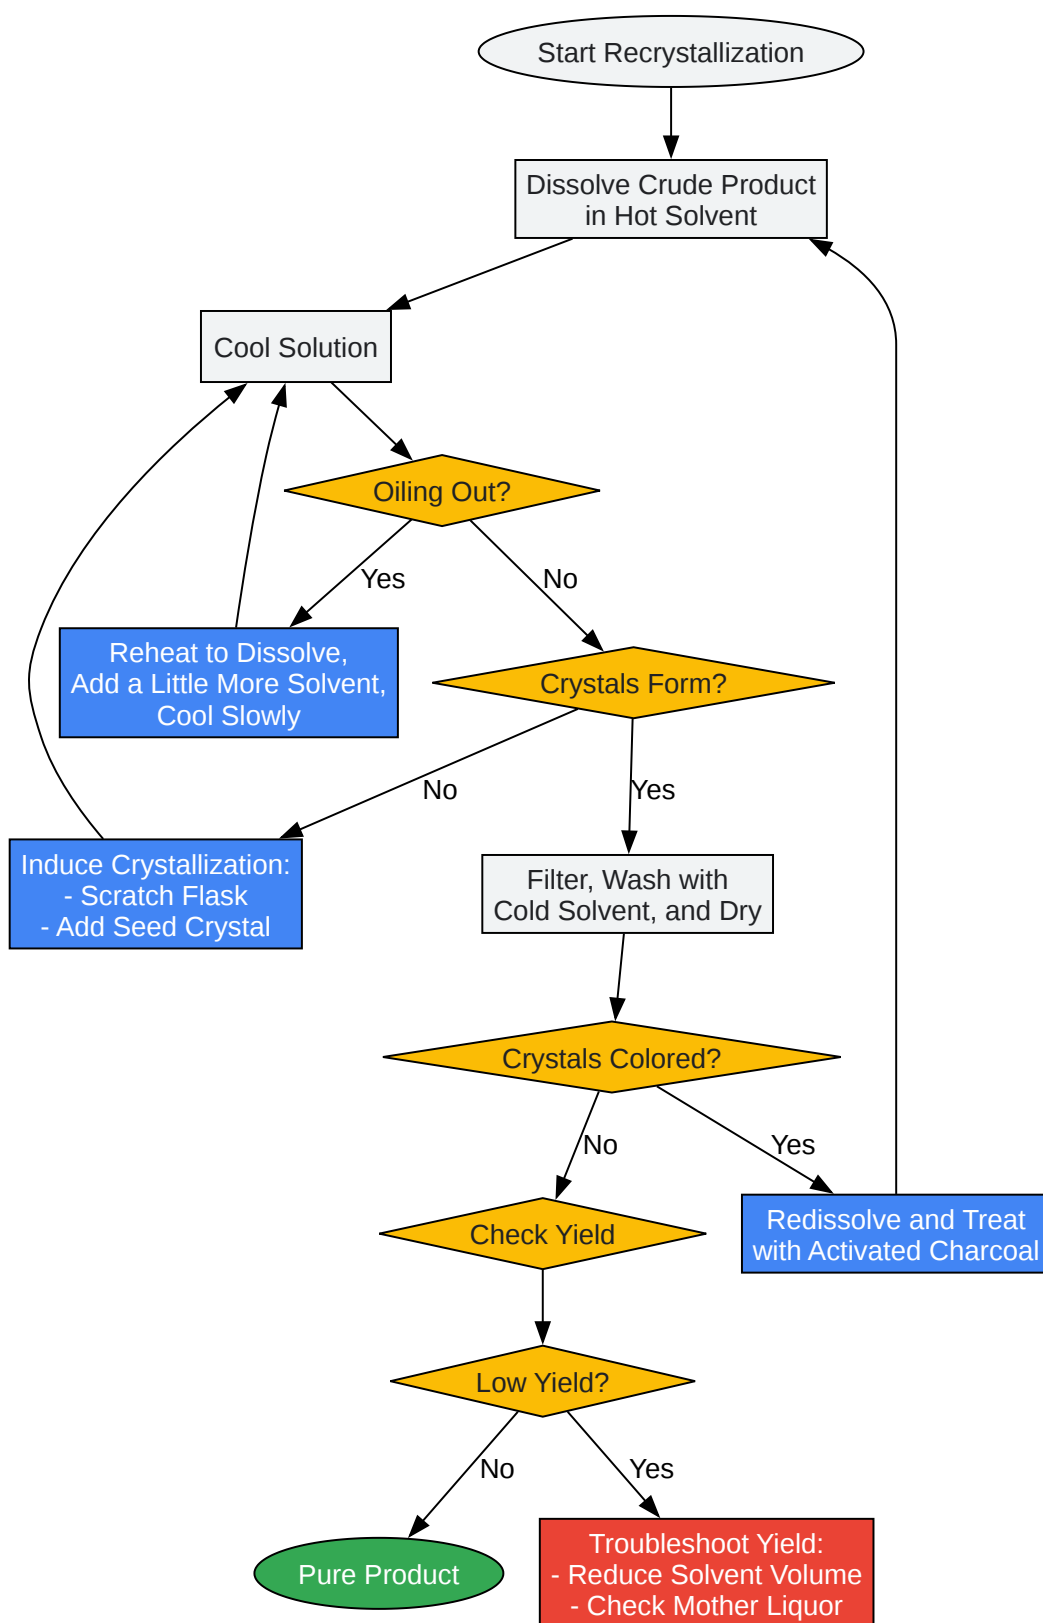 Start Recrystallization
Dissolve Crude Product
in Hot Solvent
Cool Solution
Oiling Out?
Yes
No
Reheat to Dissolve,
Add a Little More Solvent,
Cool Slowly
Crystals Form?
No
Yes
Induce Crystallization:
- Scratch Flask
- Add Seed Crystal
Filter, Wash with
Cold Solvent, and Dry
Crystals Colored?
No
Yes
Check Yield
Redissolve and Treat
with Activated Charcoal
Low Yield?
No
Yes
Pure Product
Troubleshoot Yield:
- Reduce Solvent Volume
- Check Mother Liquor